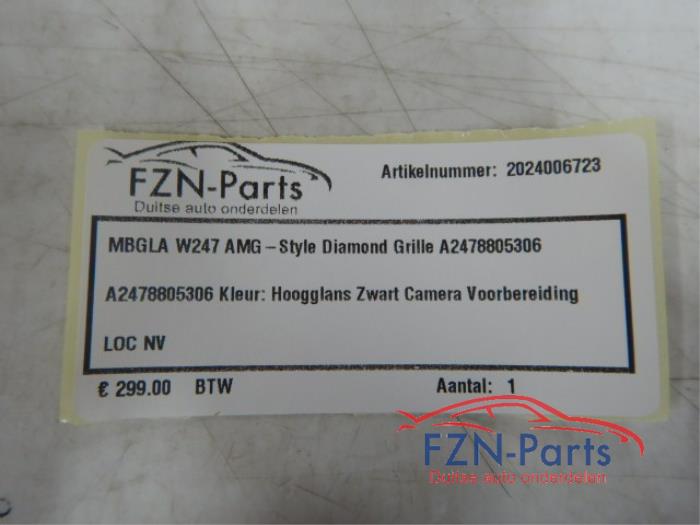 FZN-Parts
Duitse auto onderdelen
Artikelnummer: 2024006723
MBGLA W247 AMG – Style Diamond Grille A2478805306
A2478805306 Kleur: Hoogglans Zwart Camera Voorbereiding
LOC NV
€ 299.00 BTW Aantal: 1
FZN-Parts
Duitse auto onderdelen